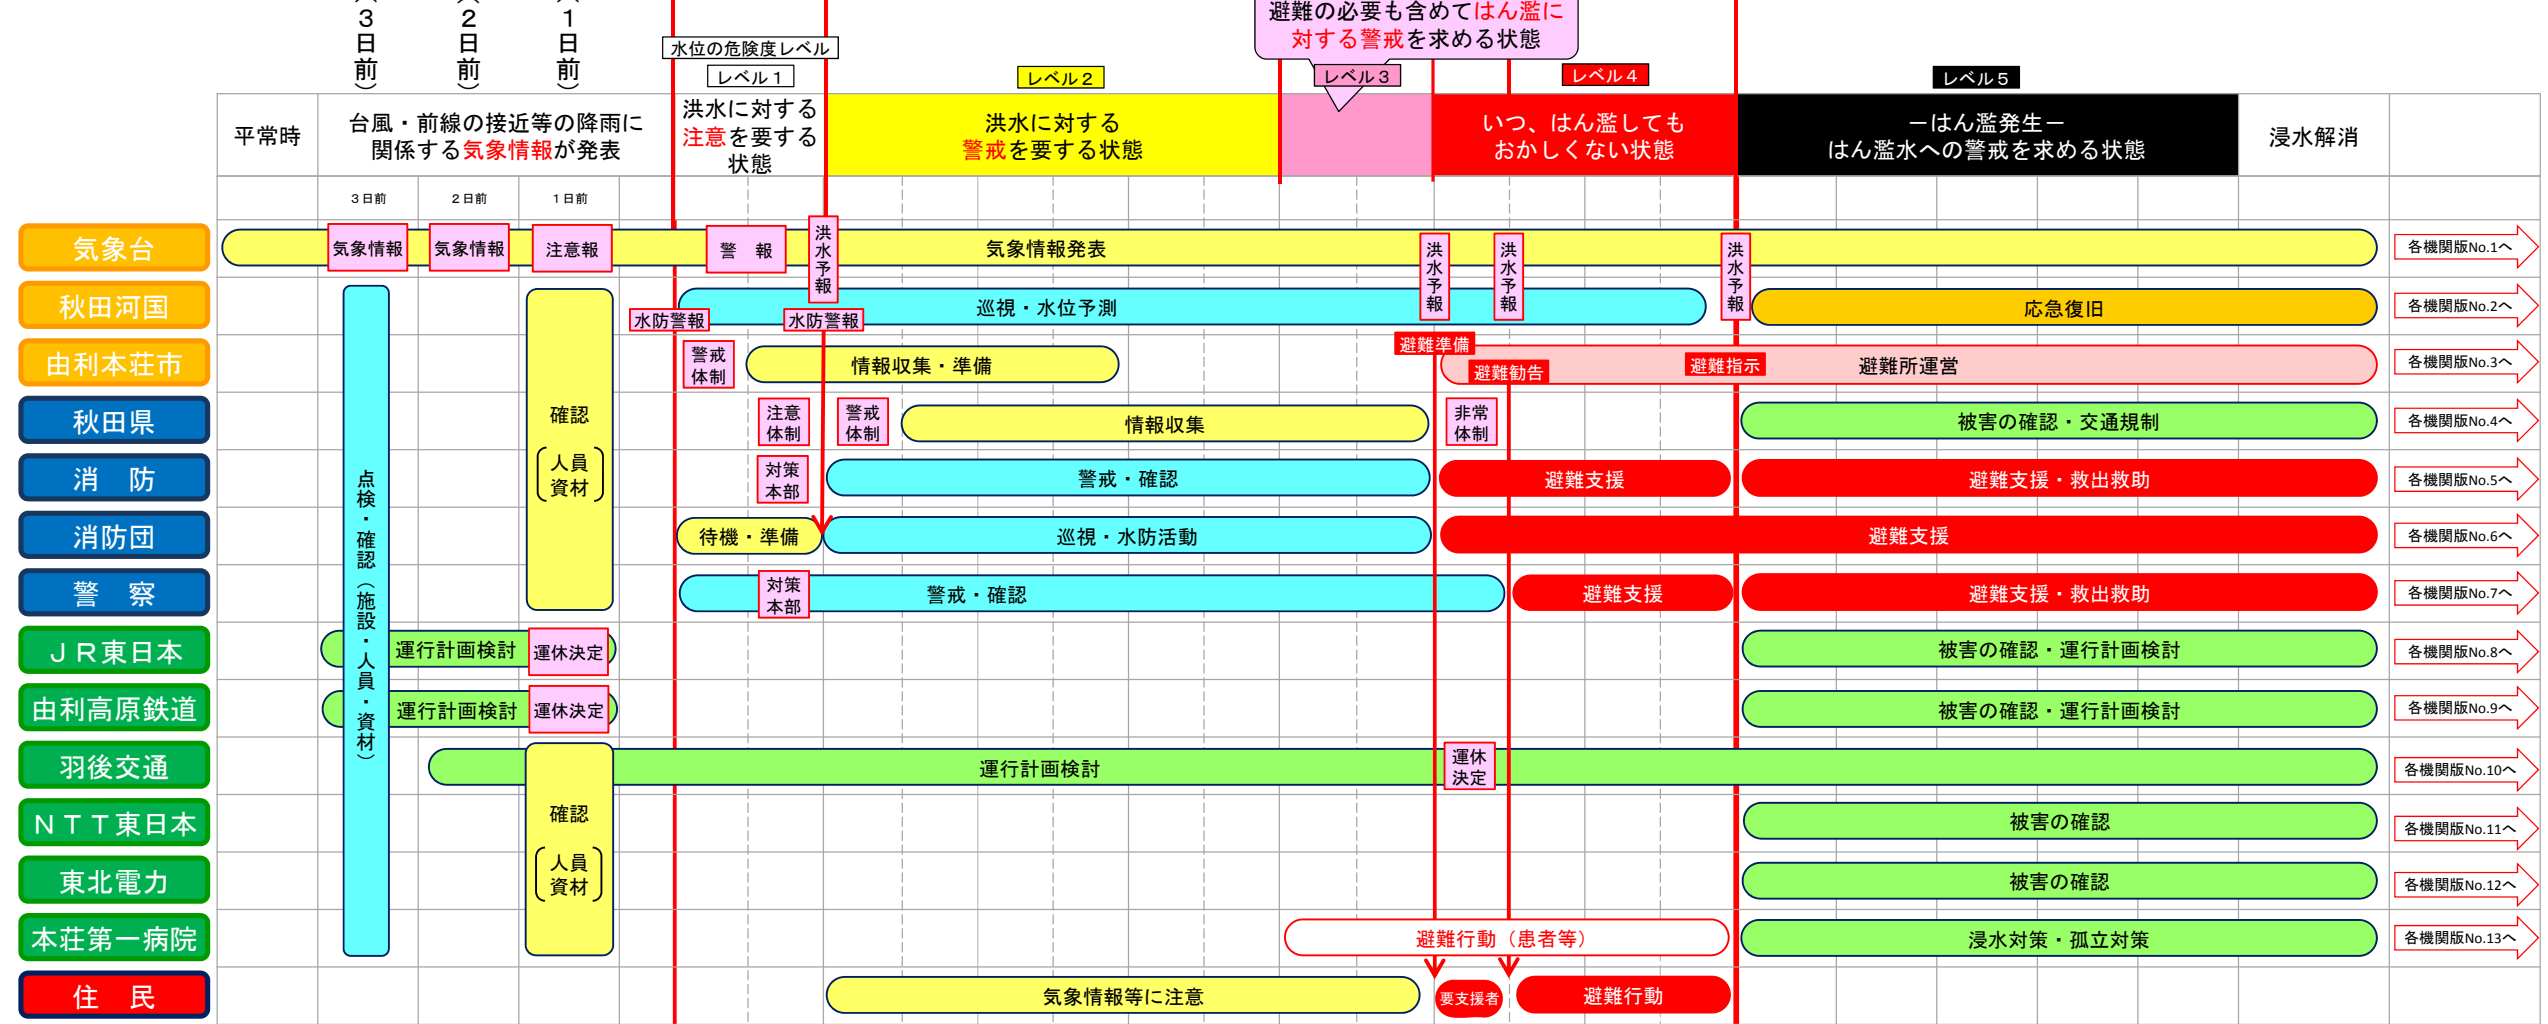 （３日前）
（２日前）
（１日前）
避難の必要も含めてはん濫に
対する警戒を求める状態
水位の危険度レベル
レベル１
レベル２
レベル３
レベル４
レベル５
平常時
台風・前線の接近等の降雨に
関係する気象情報が発表
洪水に対する
注意を要する
状態
洪水に対する
警戒を要する状態
いつ、はん濫しても
おかしくない状態
－はん濫発生－
はん濫水への警戒を求める状態
浸水解消
３日前
２日前
１日前
気象台
気象情報
気象情報
注意報
警　報
洪水予報
気象情報発表
洪水予報
洪水予報
洪水予報
各機関版No.1へ
秋田河国
水防警報
水防警報
巡視・水位予測
応急復旧
各機関版No.2へ
点検・確認（施設・人員・資材）
確認
人員
資材
由利本荘市
警戒
体制
情報収集・準備
避難準備
避難勧告
避難指示
避難所運営
各機関版No.3へ
秋田県
注意
体制
警戒
体制
情報収集
非常
体制
被害の確認・交通規制
各機関版No.4へ
消　防
対策
本部
警戒・確認
避難支援
避難支援・救出救助
各機関版No.5へ
消防団
待機・準備
巡視・水防活動
避難支援
各機関版No.6へ
警　察
対策
本部
警戒・確認
避難支援
避難支援・救出救助
各機関版No.7へ
ＪＲ東日本
運行計画検討
運休決定
被害の確認・運行計画検討
各機関版No.8へ
由利高原鉄道
運行計画検討
運休決定
被害の確認・運行計画検討
各機関版No.9へ
羽後交通
運行計画検討
運休
決定
各機関版No.10へ
確認
人員
資材
ＮＴＴ東日本
被害の確認
各機関版No.11へ
東北電力
被害の確認
各機関版No.12へ
本荘第一病院
避難行動（患者等）
浸水対策・孤立対策
各機関版No.13へ
住　民
気象情報等に注意
要支援者
避難行動